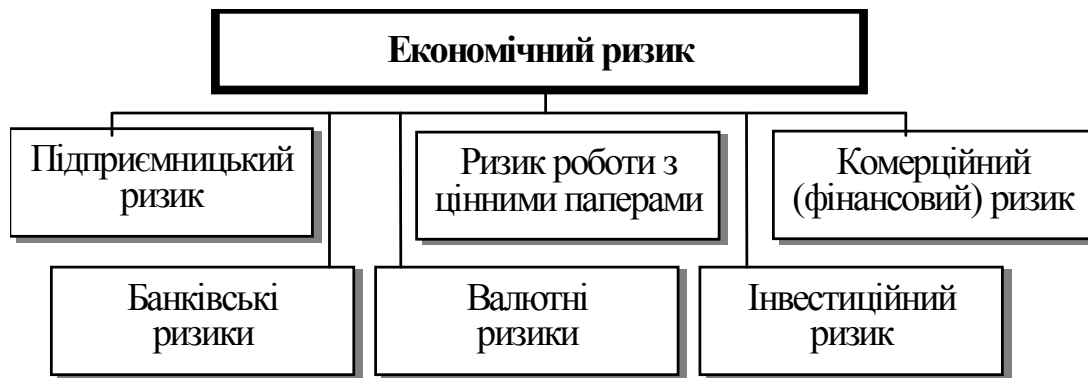 Економічний ризик
Підприємницький
ризик
Ризик роботи з
цінними паперами
Комерційний
(фінансовий) ризик
Банківські
ризики
Валютні
ризики
Інвестиційний
ризик